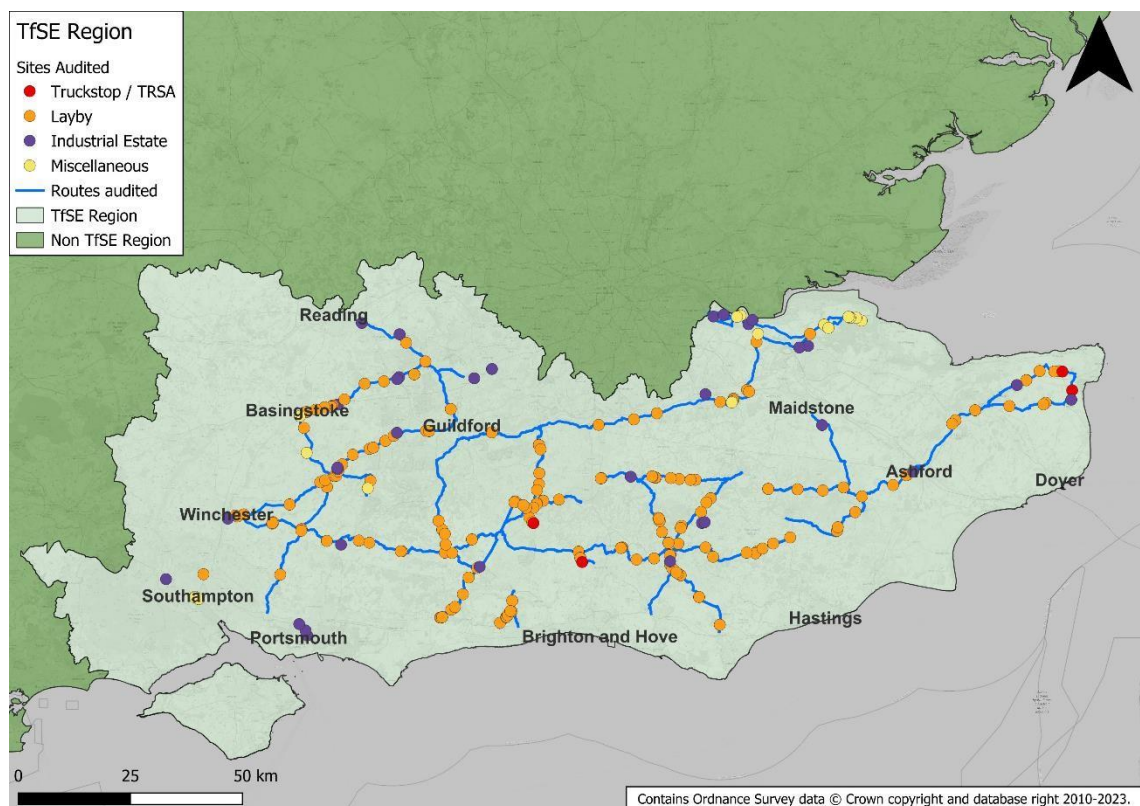 TfSE Region
Sites Audited
Truckstop / TRSA
Layby
Industrial Estate
Miscellaneous
Routes audited
TfSE Region
Non TfSE Region
Reading
Basingstoke
Guildford
Maidstone
Ashford
Dover
Winchester
Southampton
Portsmouth
Brighton and Hove
Hastings
0 25 50 km
Contains Ordnance Survey data © Crown copyright and database right 2010-2023.